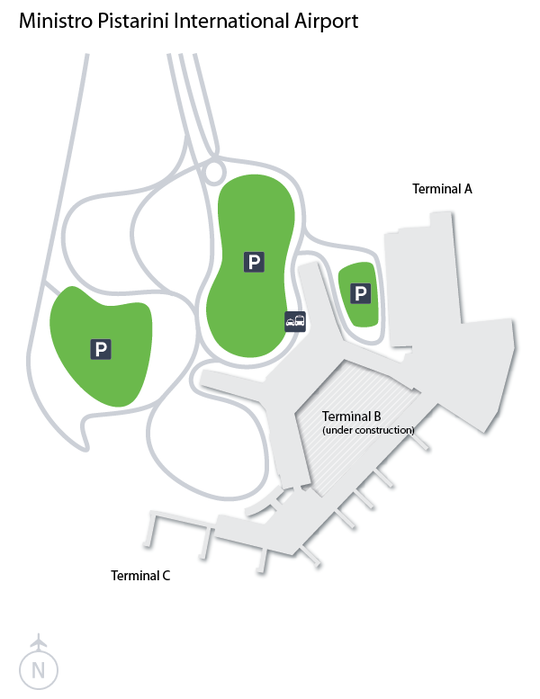 Ministro Pistarini International Airport
Terminal A
P
P
P
Terminal B
(under construction)
Terminal C
N